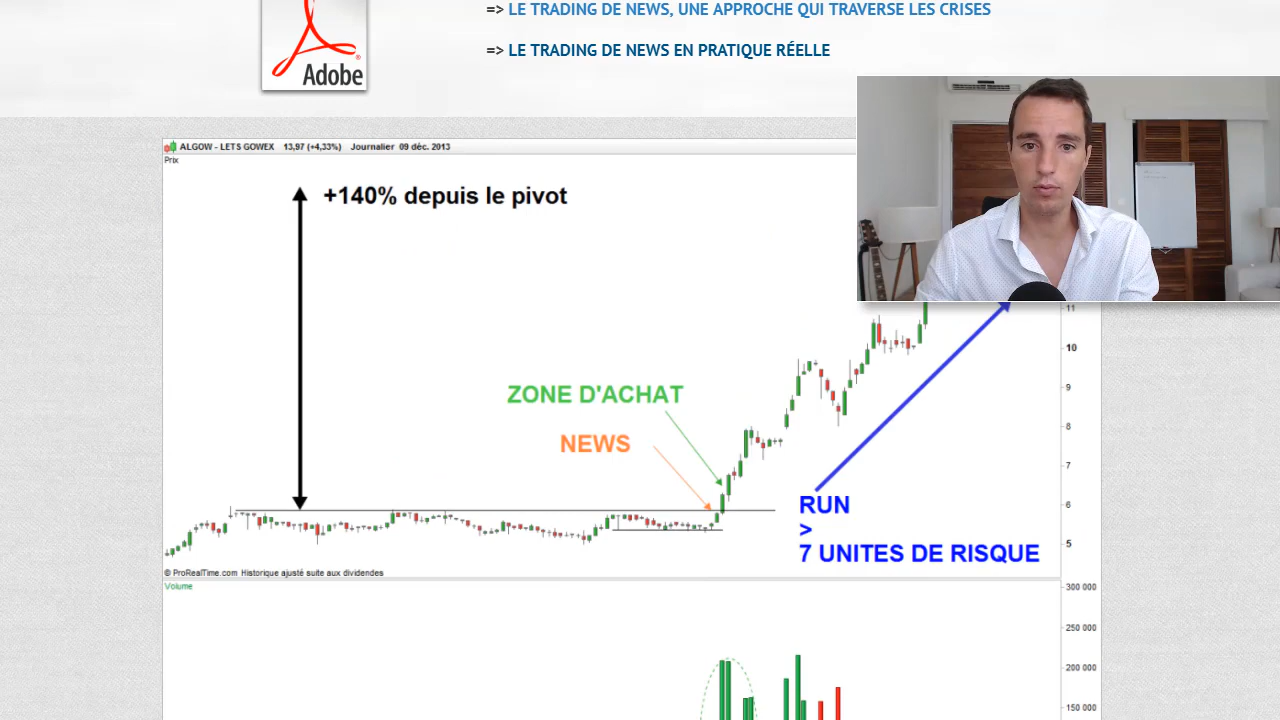 => LE TRADING DE NEWS, UNE APPROCHE QUI TRAVERSE LES CRISES
=> LE TRADING DE NEWS EN PRATIQUE RÉELLE
Adobe
ALGOW - LETS GOWEX 13,97 (+4,33%) Journalier 09 déc. 2013
Prix
+140% depuis le pivot
11
10
9
ZONE D'ACHAT
8
NEWS
7
6
RUN
>
7 UNITES DE RISQUE
5
© ProRealTime.com Historique ajusté suite aux dividendes
Volume
300 000
250 000
200 000
150 000